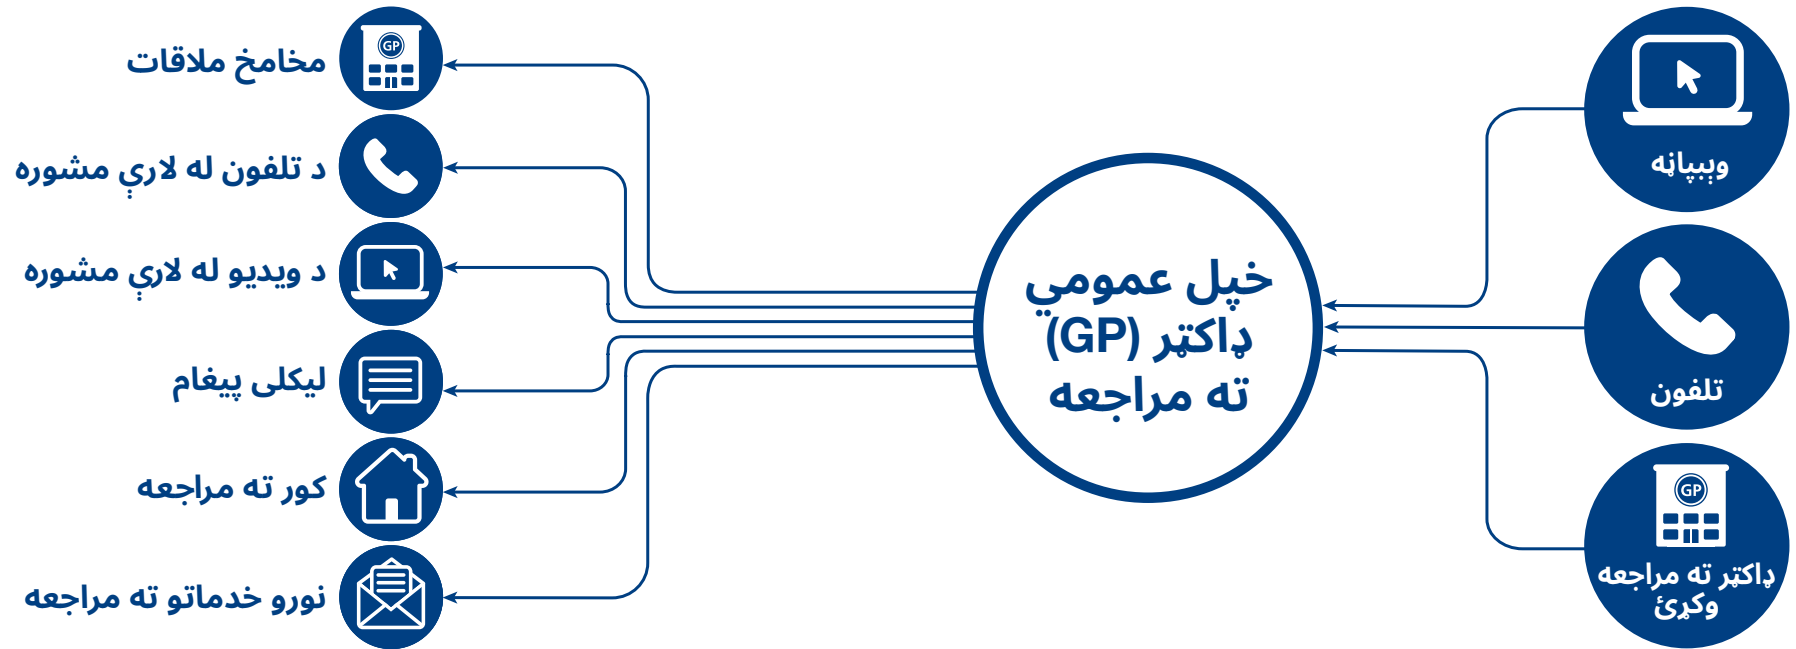 وېبپاڼه
تلفون
GP
ډاکټر ته مراجعه
وکړئ
خپل عمومي
ډاکټر (GP)
ته مراجعه
GP
مخامخ ملاقات
د تلفون له لارې مشوره
د ویدیو له لارې مشوره
لیکلی پیغام
کور ته مراجعه
نورو خدماتو ته مراجعه